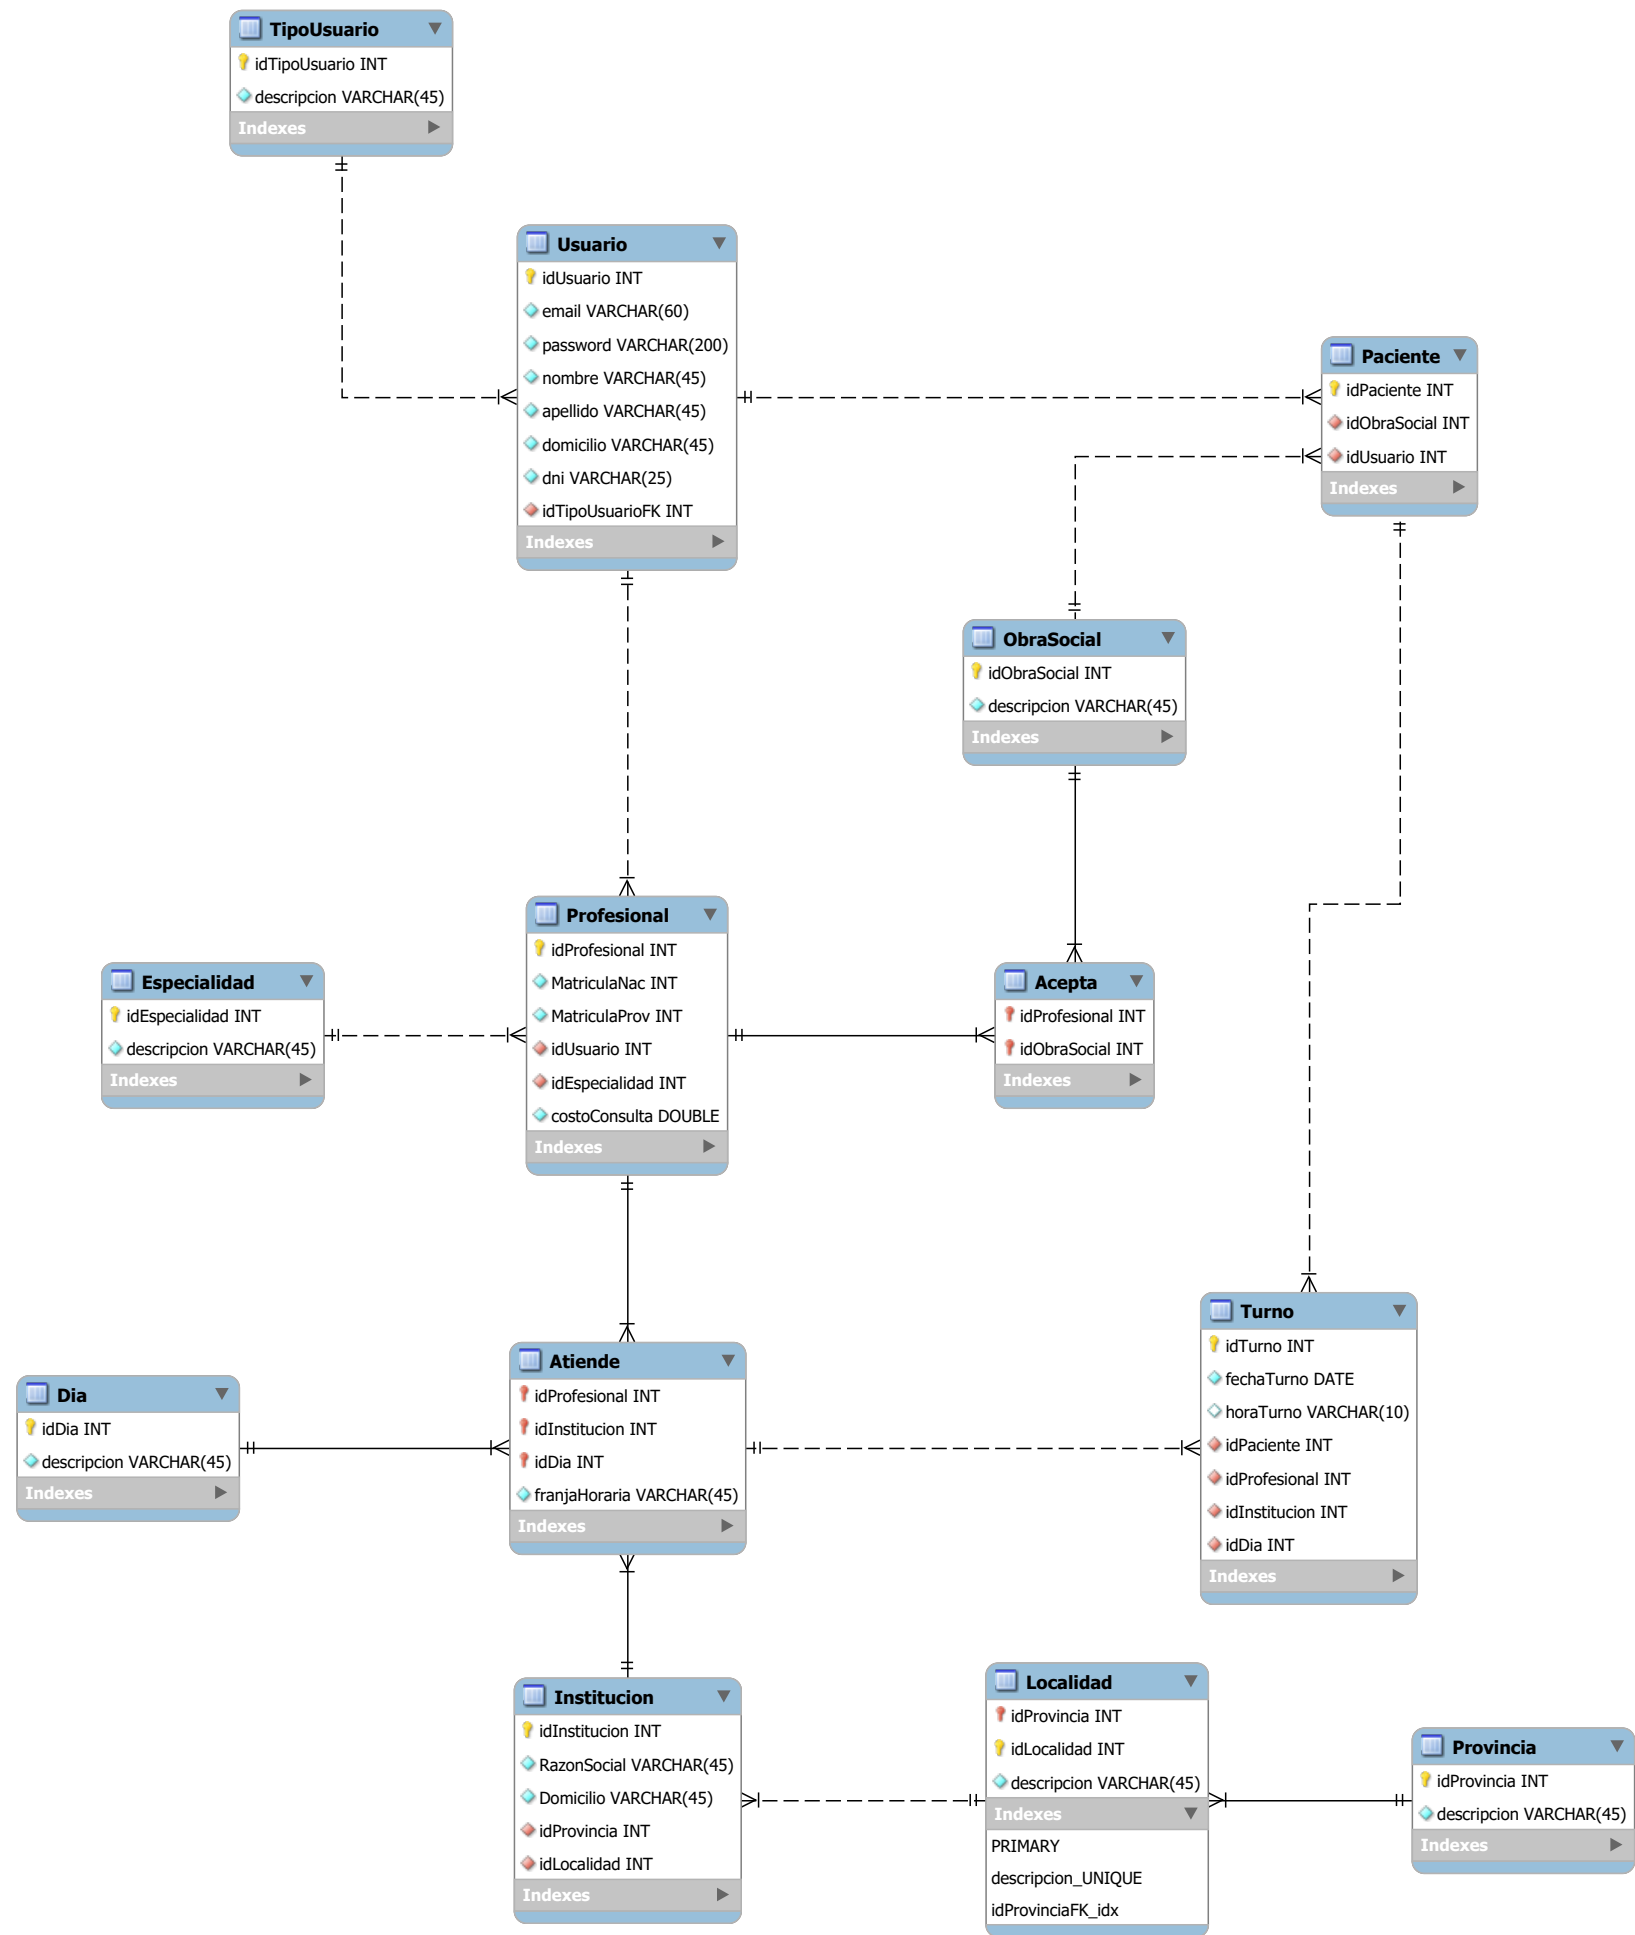 TipoUsuario
idTipoUsuario INT
descripcion VARCHAR(45)
Indexes
Usuario
idUsuario INT
email VARCHAR(60)
password VARCHAR(200)
nombre VARCHAR(45)
apellido VARCHAR(45)
domicilio VARCHAR(45)
dni VARCHAR(25)
idTipoUsuarioFK INT
Indexes
Paciente
idPaciente INT
idObraSocial INT
idUsuario INT
Indexes
ObraSocial
idObraSocial INT
descripcion VARCHAR(45)
Indexes
Profesional
idProfesional INT
MatriculaNac INT
MatriculaProv INT
idUsuario INT
idEspecialidad INT
costoConsulta DOUBLE
Indexes
Especialidad
idEspecialidad INT
descripcion VARCHAR(45)
Indexes
Acepta
idProfesional INT
idObraSocial INT
Indexes
Turno
idTurno INT
fechaTurno DATE
horaTurno VARCHAR(10)
idPaciente INT
idProfesional INT
idInstitucion INT
idDia INT
Indexes
Atiende
idProfesional INT
idInstitucion INT
idDia INT
franjaHoraria VARCHAR(45)
Indexes
Dia
idDia INT
descripcion VARCHAR(45)
Indexes
Institucion
idInstitucion INT
RazonSocial VARCHAR(45)
Domicilio VARCHAR(45)
idProvincia INT
idLocalidad INT
Indexes
Localidad
idProvincia INT
idLocalidad INT
descripcion VARCHAR(45)
Indexes
PRIMARY
descripcion_UNIQUE
idProvinciaFK_idx
Provincia
idProvincia INT
descripcion VARCHAR(45)
Indexes